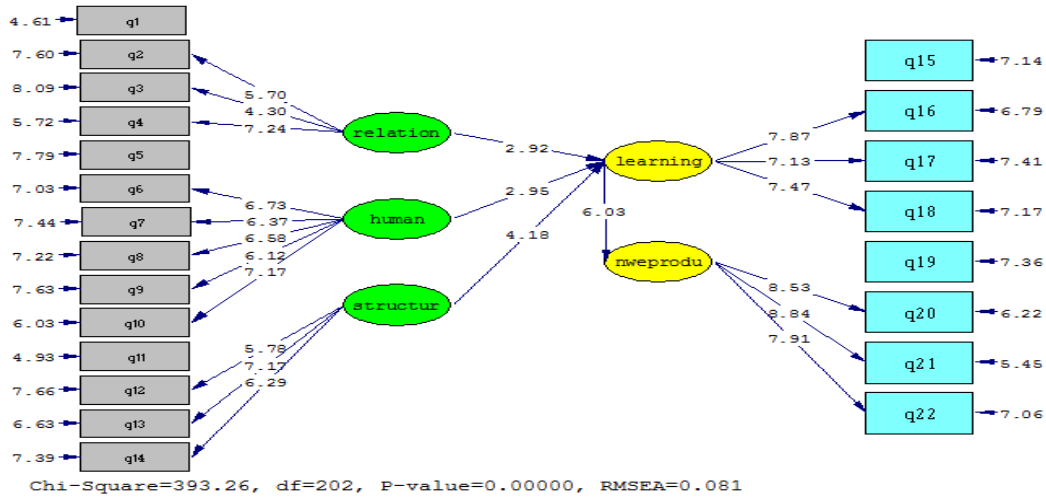 4.61 q1
7.60 q2
8.09 q3
5.72 q4
7.79 q5
7.03 q6
7.44 q7
7.22 q8
7.63 q9
6.03 q10
4.93 q11
7.66 q12
6.63 q13
7.39 q14
5.70
4.30
7.24
6.73
6.37
6.58
6.12
7.17
5.78
7.17
6.29
relation
human
structur
2.92
2.95
4.18
learning
6.03
nweprodu
7.87
7.13
7.47
8.53
8.84
7.91
q15 7.14
q16 6.79
q17 7.41
q18 7.17
q19 7.36
q20 6.22
q21 5.45
q22 7.06
Chi-Square=393.26, df=202, P-value=0.00000, RMSEA=0.081